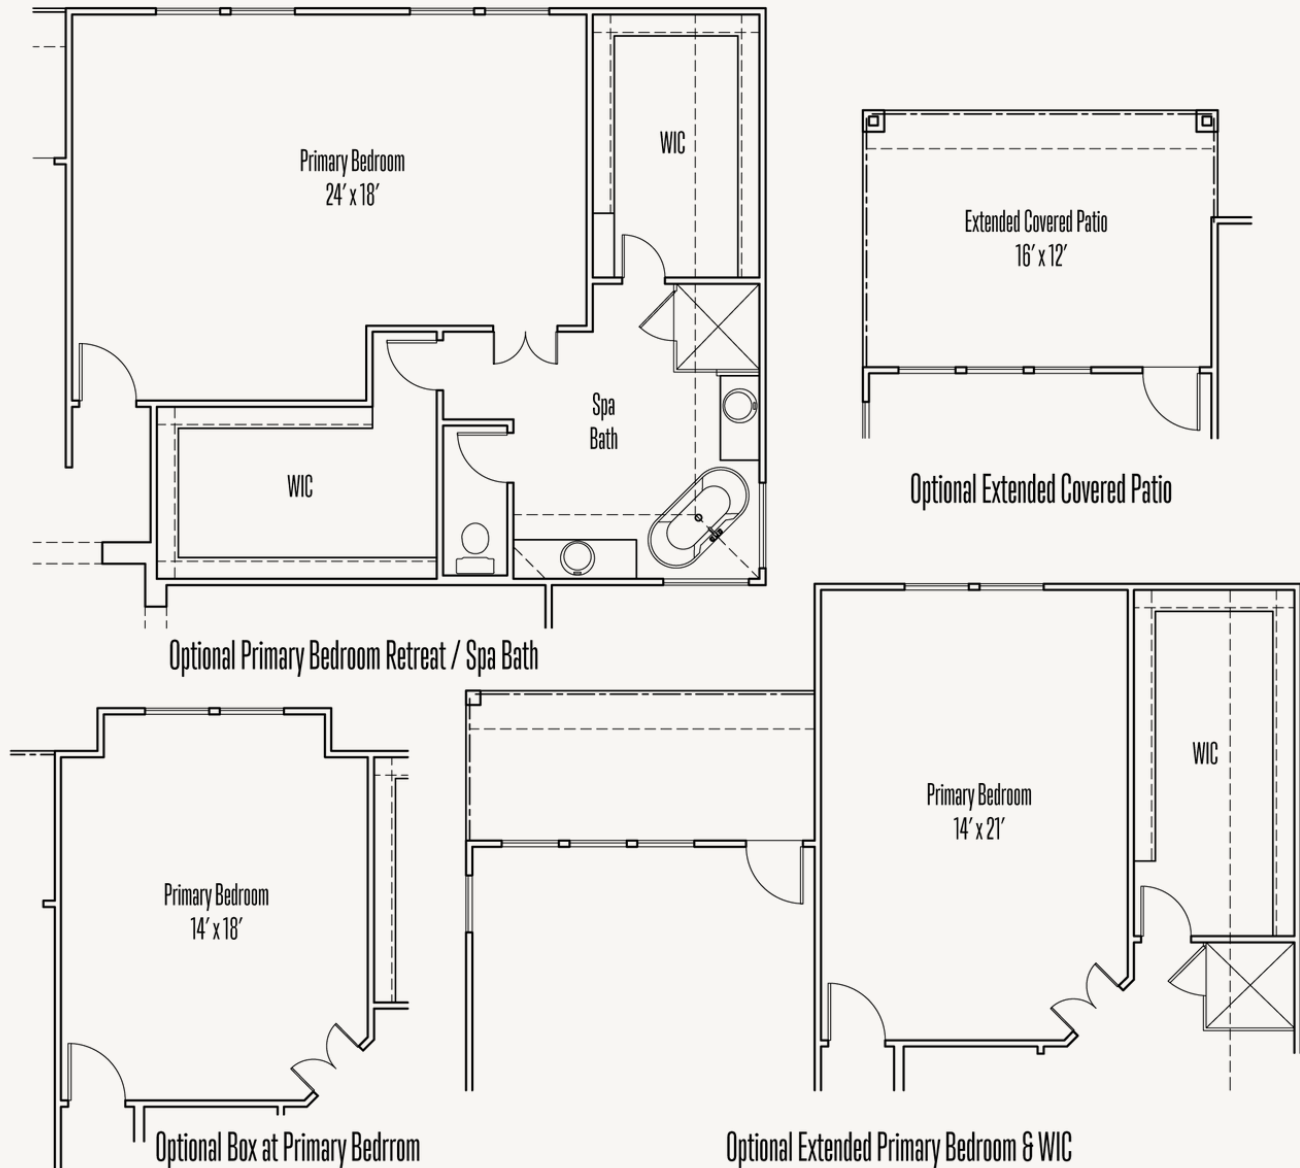 Primary Bedroom
24′ x 18′
WIC
Spa
Bath
WIC
Optional Primary Bedroom Retreat / Spa Bath
Extended Covered Patio
16′ x 12′
Optional Extended Covered Patio
Primary Bedroom
14′ x 18′
Optional Box at Primary Bedrrom
Primary Bedroom
14′ x 21′
WIC
Optional Extended Primary Bedroom & WIC